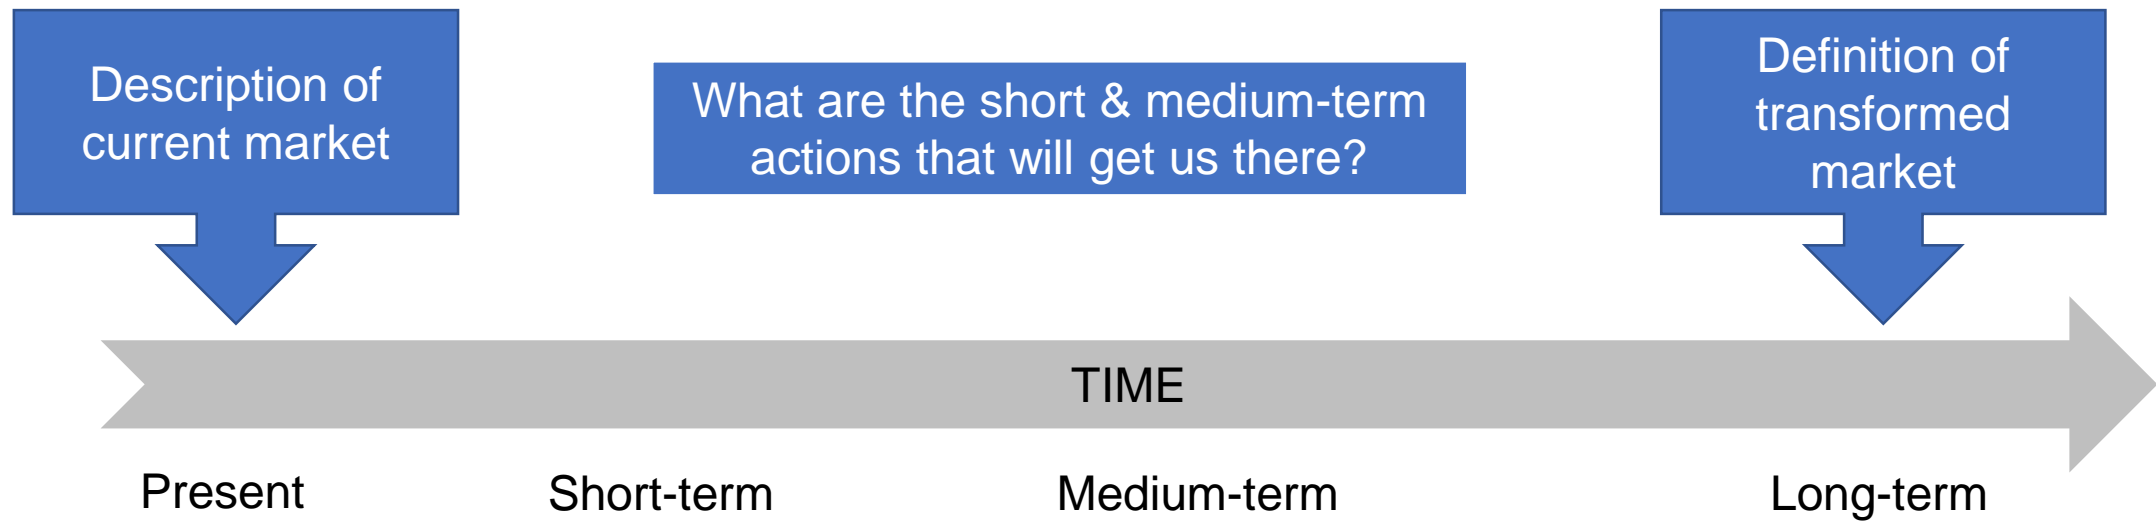 Description of
current market
What are the short & medium-term
actions that will get us there?
Definition of
transformed
market
TIME
Present
Short-term
Medium-term
Long-term